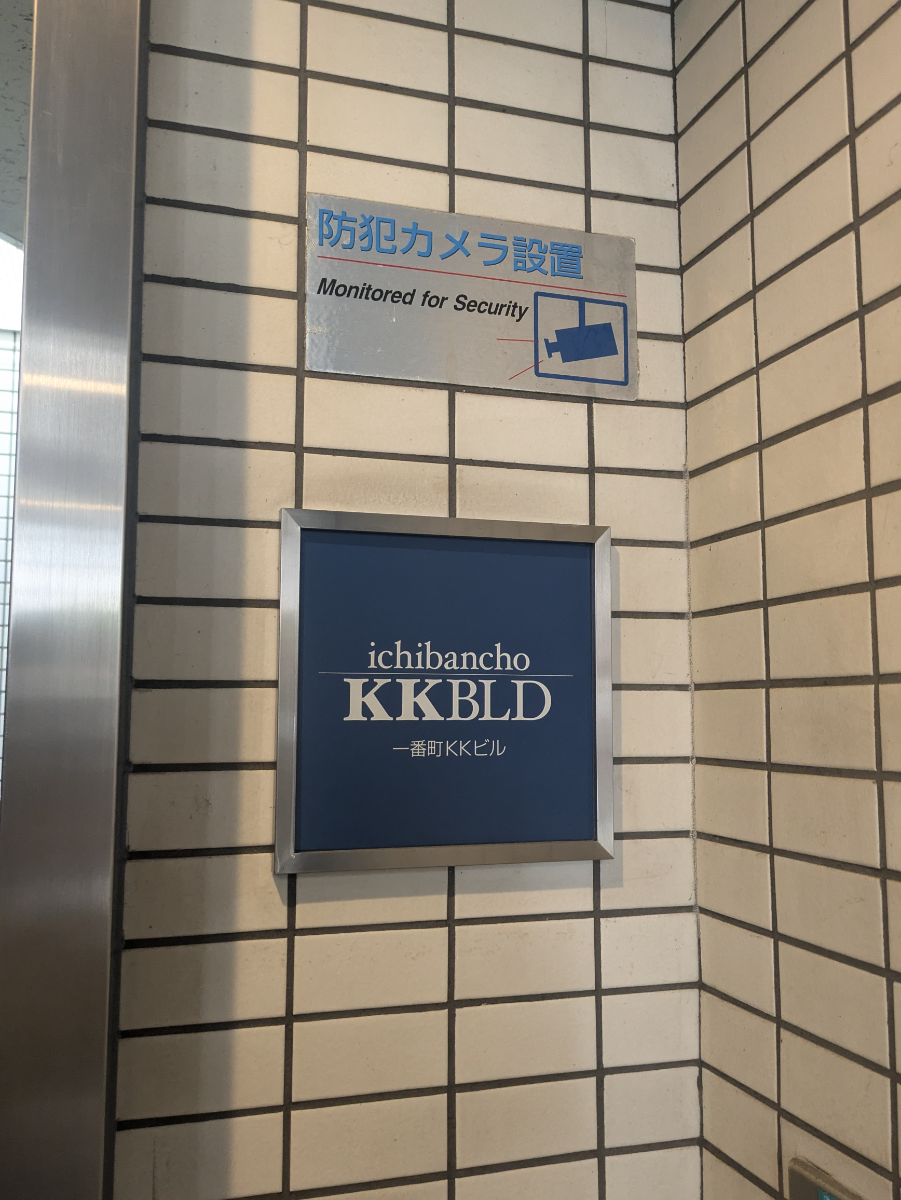 防犯カメラ設置
Monitored for Security
ichibancho
KKBLD
一番町KKビル